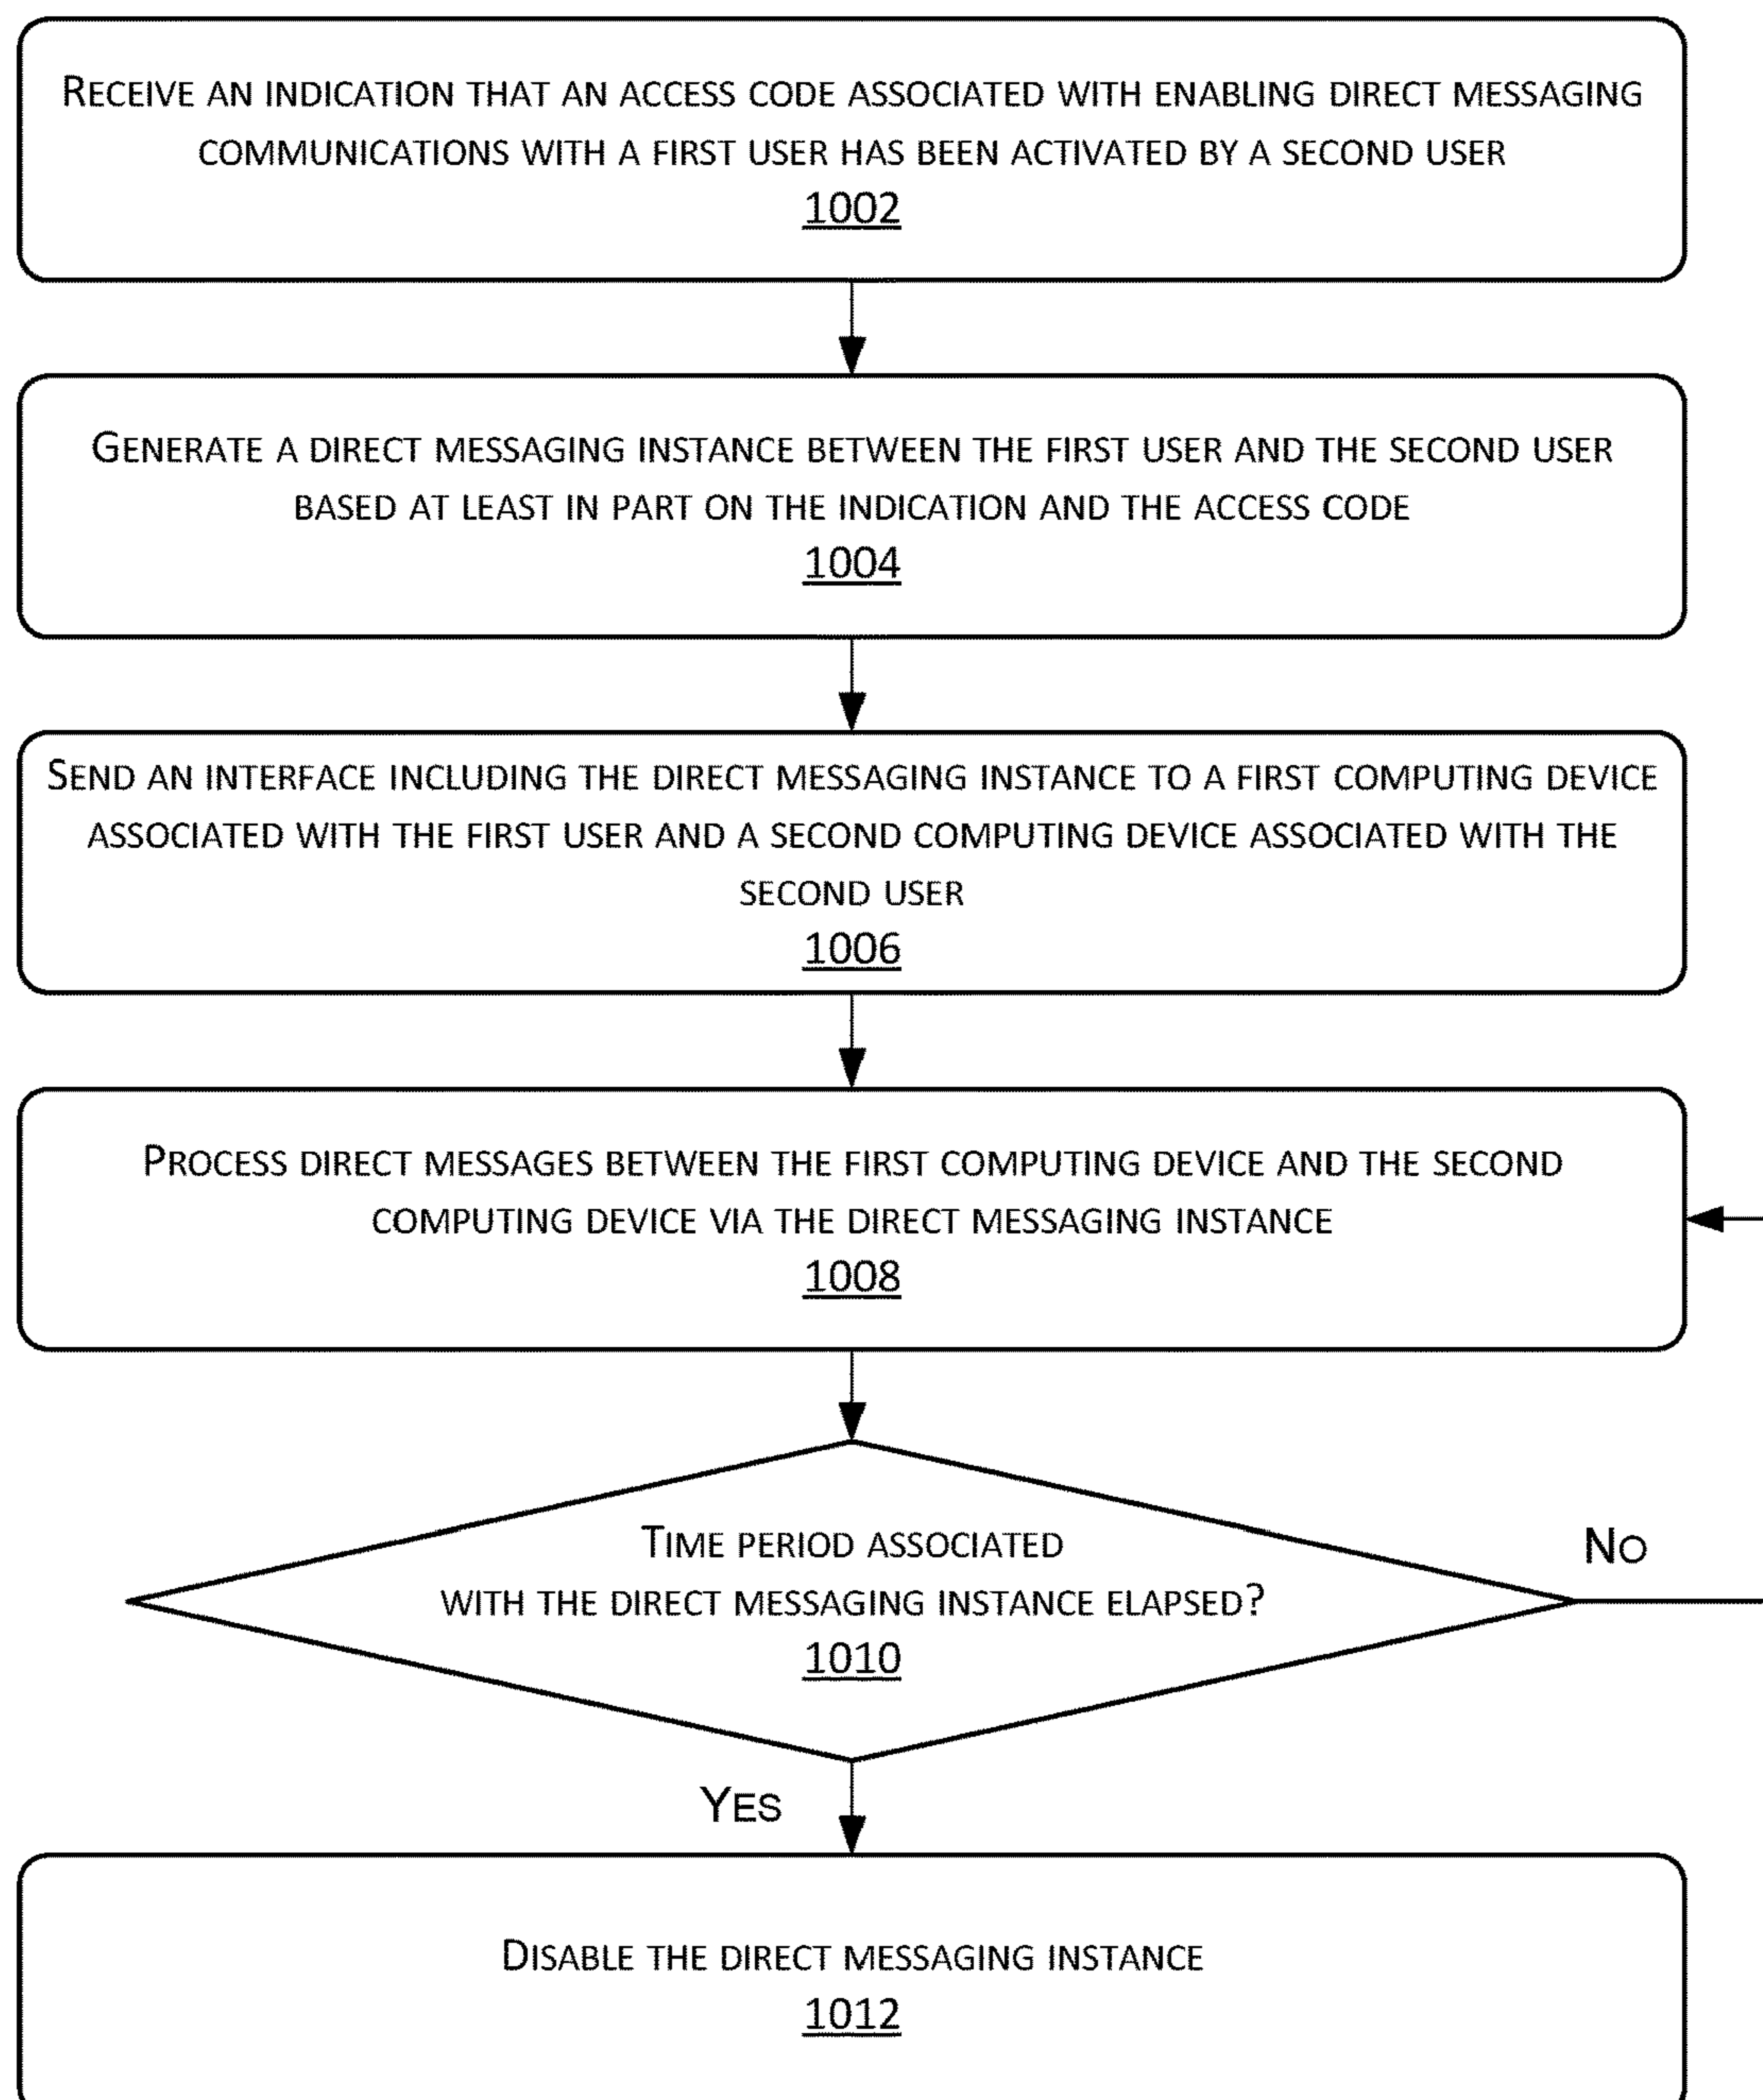 RECEIVE AN INDICATION THAT AN ACCESS CODE ASSOCIATED WITH ENABLING DIRECT MESSAGING
COMMUNICATIONS WITH A FIRST USER HAS BEEN ACTIVATED BY A SECOND USER
1002
GENERATE A DIRECT MESSAGING INSTANCE BETWEEN THE FIRST USER AND THE SECOND USER
BASED AT LEAST IN PART ON THE INDICATION AND THE ACCESS CODE
1004
SEND AN INTERFACE INCLUDING THE DIRECT MESSAGING INSTANCE TO A FIRST COMPUTING DEVICE
ASSOCIATED WITH THE FIRST USER AND A SECOND COMPUTING DEVICE ASSOCIATED WITH THE
SECOND USER
1006
PROCESS DIRECT MESSAGES BETWEEN THE FIRST COMPUTING DEVICE AND THE SECOND
COMPUTING DEVICE VIA THE DIRECT MESSAGING INSTANCE
1008
TIME PERIOD ASSOCIATED
WITH THE DIRECT MESSAGING INSTANCE ELAPSED?
1010
NO
YES
DISABLE THE DIRECT MESSAGING INSTANCE
1012